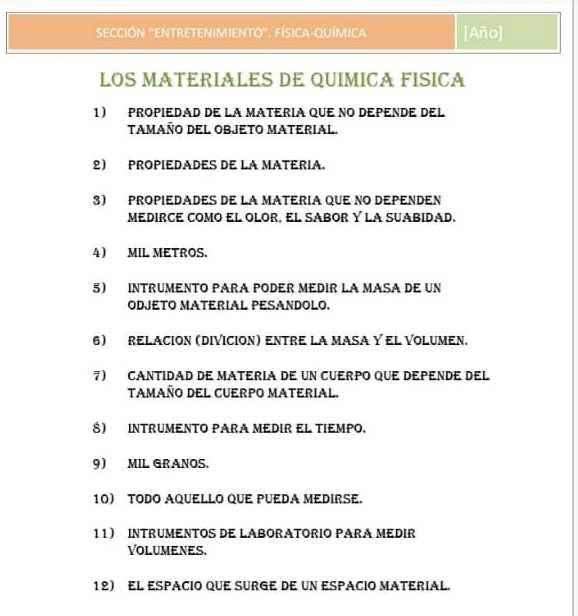 SECCIÓN "ENTRETENIMIENTO". FÍSICA-QUÍMICA
[Año]
LOS MATERIALES DE QUIMICA FISICA
1) PROPIEDAD DE LA MATERIA QUE NO DEPENDE DEL
TAMAÑO DEL OBJETO MATERIAL.
2) PROPIEDADES DE LA MATERIA.
3) PROPIEDADES DE LA MATERIA QUE NO DEPENDEN
MEDIRCE COMO EL OLOR, EL SABOR Y LA SUABIDAD.
4) MIL METROS.
5) INTRUMENTO PARA PODER MEDIR LA MASA DE UN
ODJETO MATERIAL PESANDOLO.
6) RELACION (DIVICION) ENTRE LA MASA Y EL VOLUMEN.
7) CANTIDAD DE MATERIA DE UN CUERPO QUE DEPENDE DEL
TAMAÑO DEL CUERPO MATERIAL.
8) INTRUMENTO PARA MEDIR EL TIEMPO.
9) MIL GRANOS.
10) TODO AQUELLO QUE PUEDA MEDIRSE.
11) INTRUMENTOS DE LABORATORIO PARA MEDIR
VOLUMENES.
12) EL ESPACIO QUE SURGE DE UN ESPACIO MATERIAL.